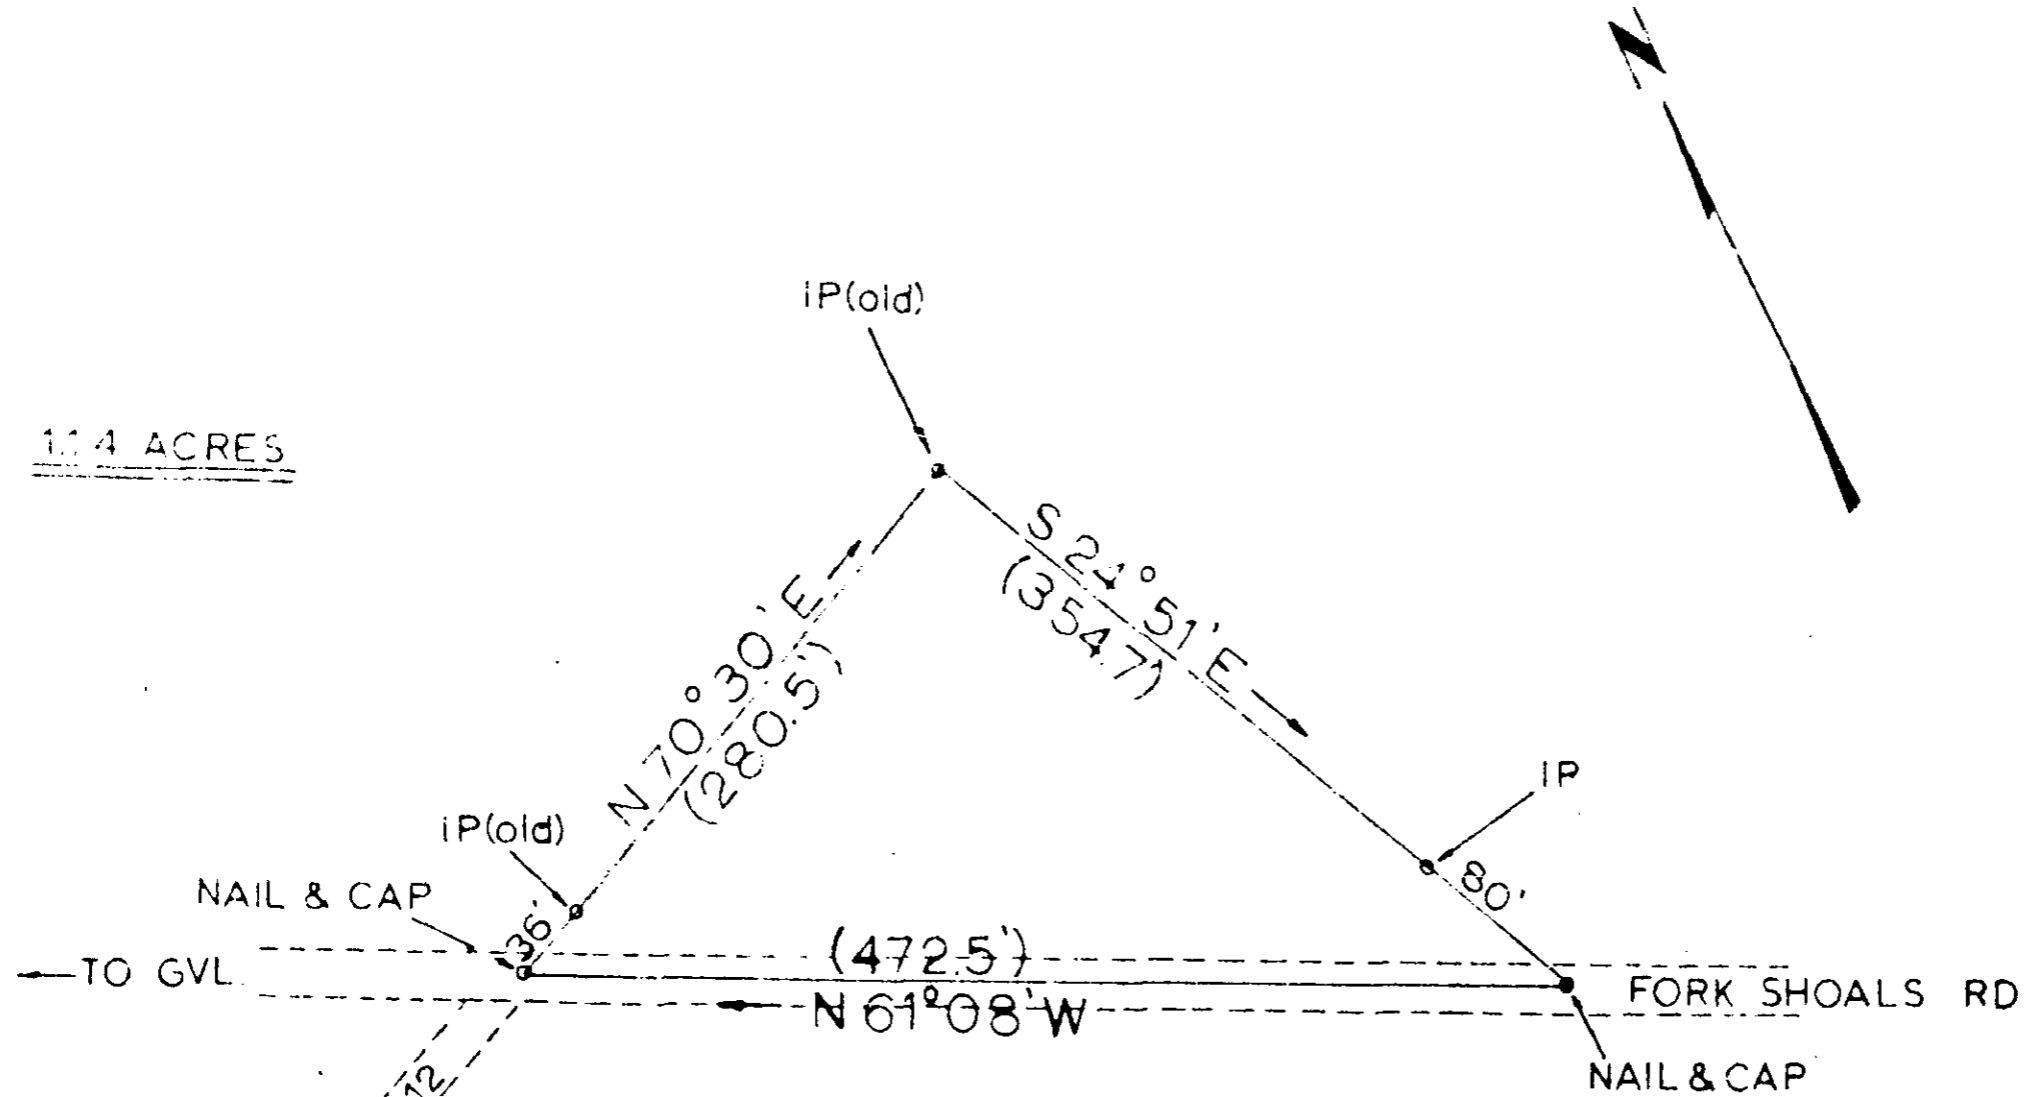 N
IP(old)
1.14 ACRES
S 24° 51' E
(354.7')
N 70° 30' E
(280.5')
IP
IP(old)
80'
NAIL & CAP
36'
(472.5')
TO GVL.
FORK SHOALS RD
N 61° 08' W
NAIL & CAP
12